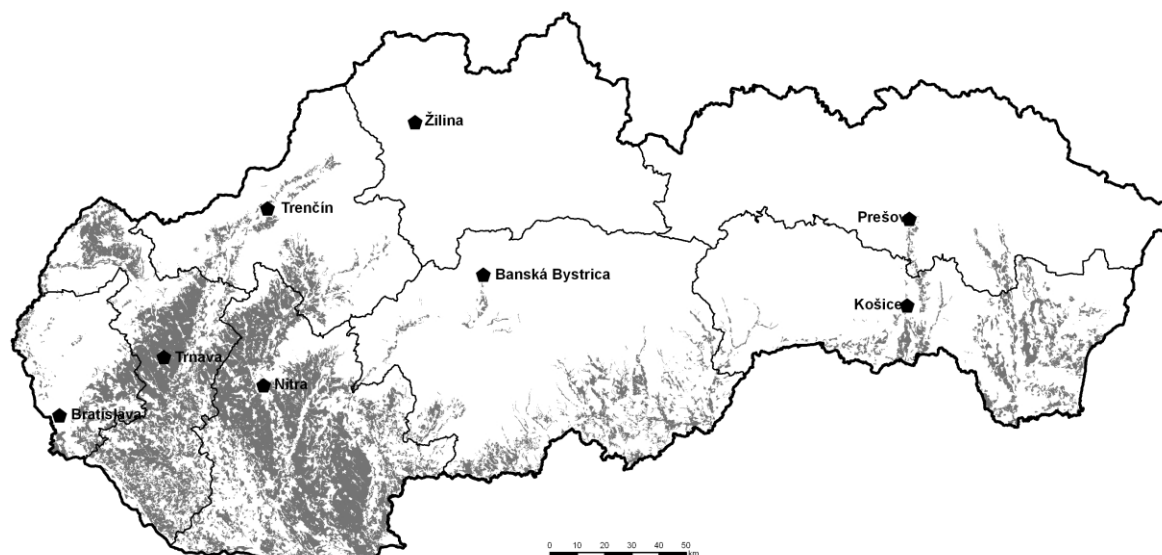 Žilina
Trenčín
Prešov
Banská Bystrica
Košice
Trnava
Nitra
Bratislava
0 10 20 30 40 50
km